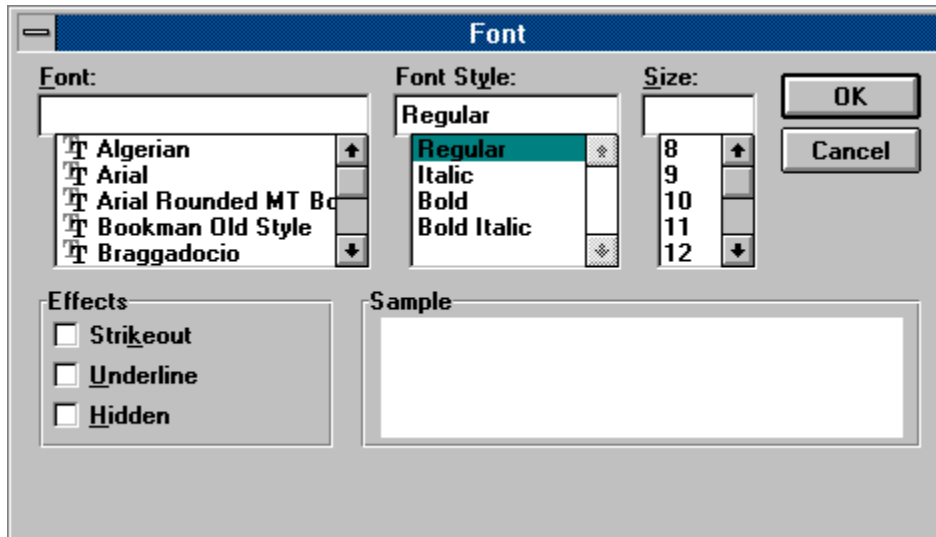 Font
Font:
Font Style:
Size:
OK
Cancel
Regular
Algerian
Arial
Arial Rounded MT Bo
Bookman Old Style
Braggadocio
Regular
Italic
Bold
Bold Italic
8
9
10
11
12
Effects
Strikeout
Underline
Hidden
Sample